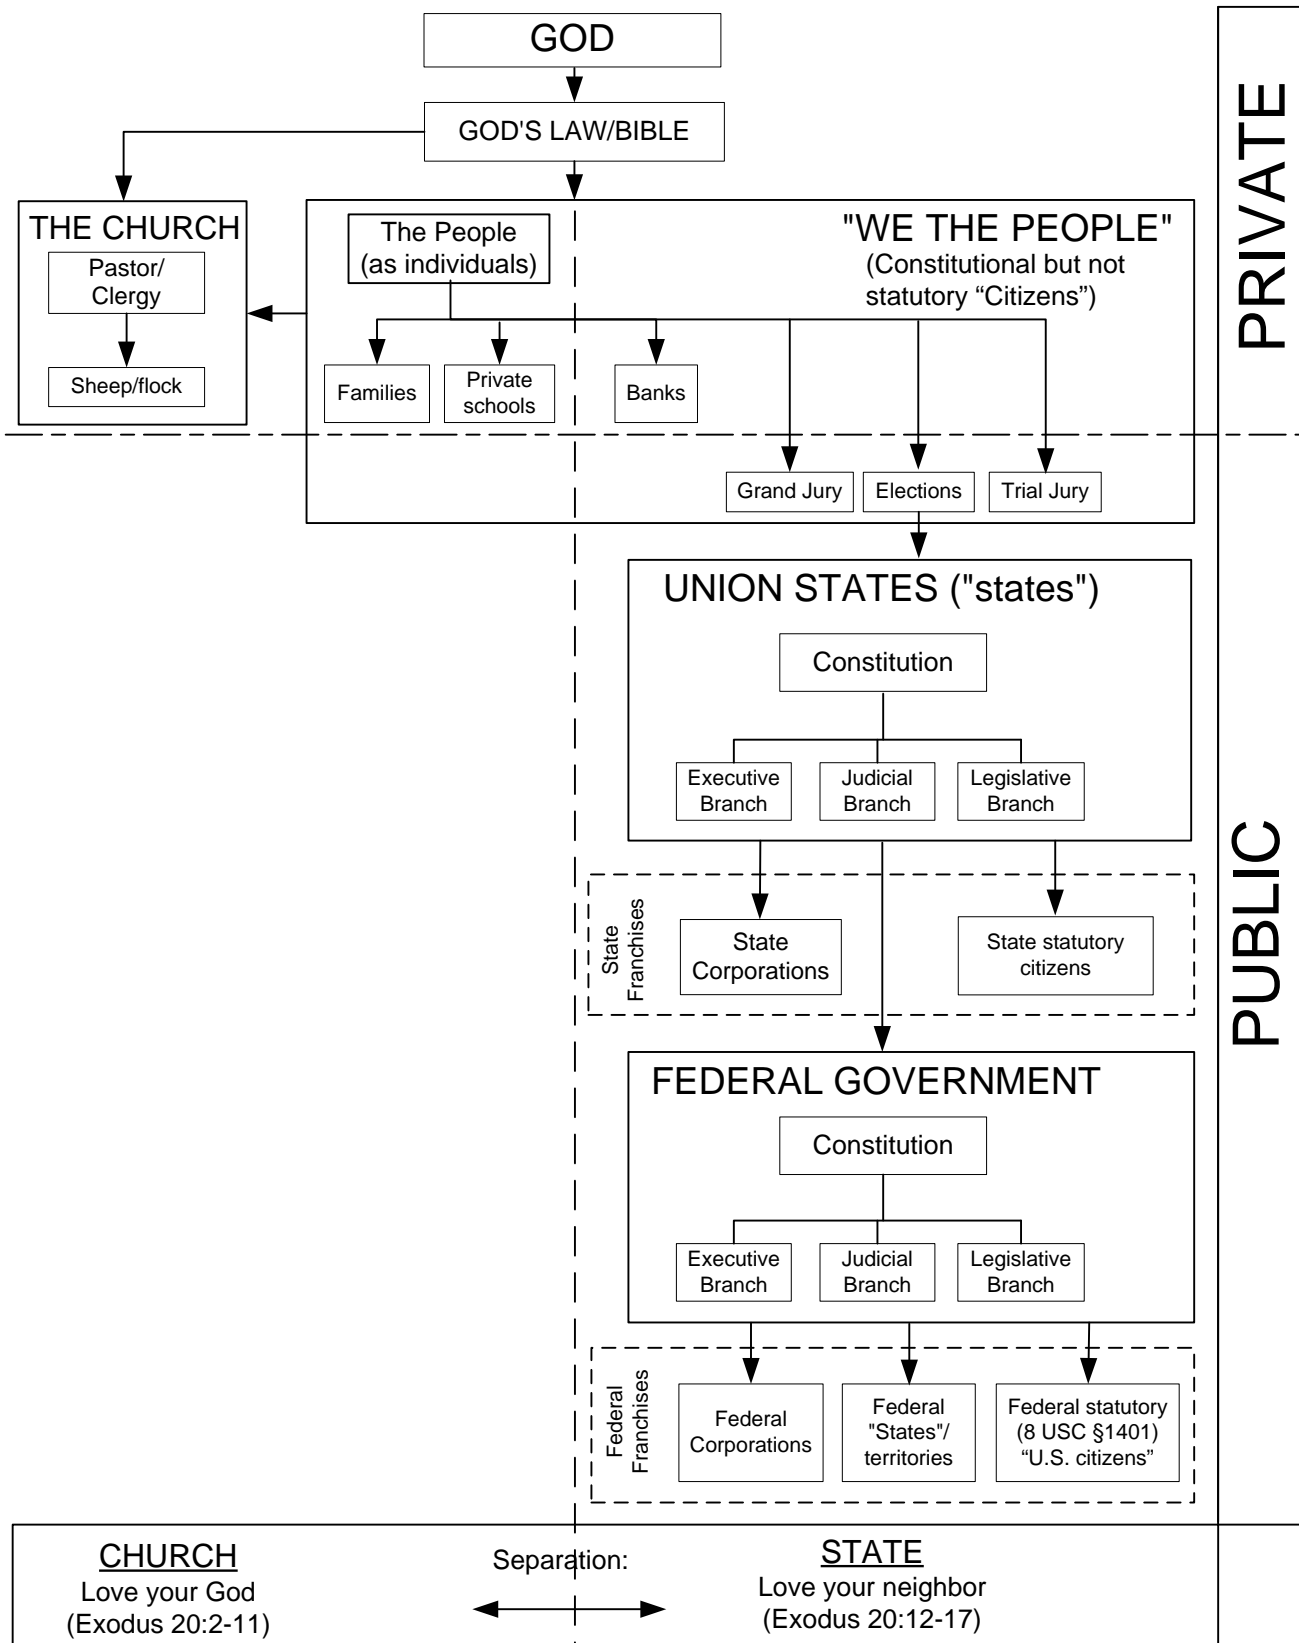 GOD
GOD'S LAW/BIBLE
THE CHURCH
Pastor/
Clergy
Sheep/flock
The People
(as individuals)
"WE THE PEOPLE"
(Constitutional but not
statutory “Citizens”)
Families
Private
schools
Banks
Grand Jury
Elections
Trial Jury
PRIVATE
UNION STATES ("states")
Constitution
Executive
Branch
Judicial
Branch
Legislative
Branch
State
Franchises
State
Corporations
State statutory
citizens
PUBLIC
FEDERAL GOVERNMENT
Constitution
Executive
Branch
Judicial
Branch
Legislative
Branch
Federal
Franchises
Federal
Corporations
Federal
"States"/
territories
Federal statutory
(8 USC §1401)
“U.S. citizens”
CHURCH
Love your God
(Exodus 20:2-11)
Separation:
STATE
Love your neighbor
(Exodus 20:12-17)